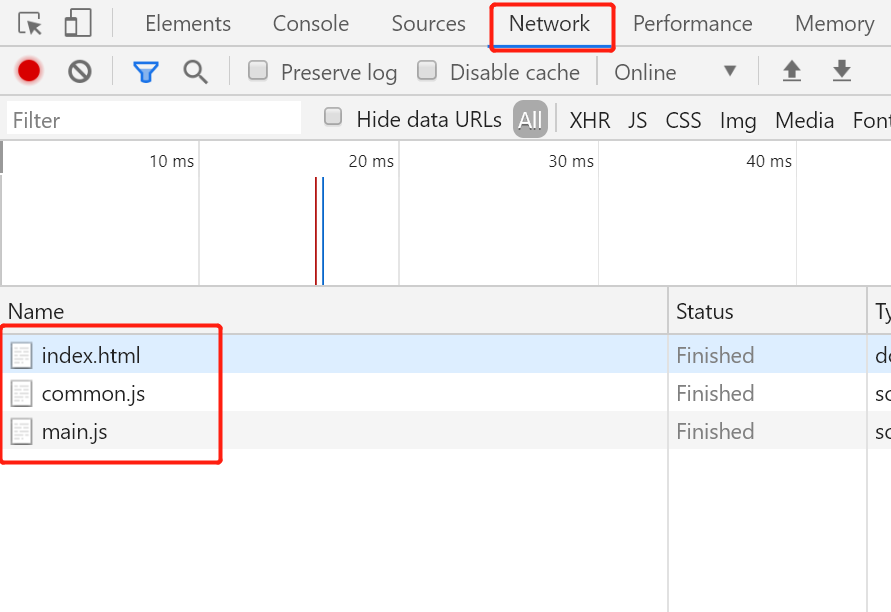 Elements Console Sources Network Performance Memory
Preserve log Disable cache Online
Filter Hide data URLs All XHR JS CSS Img Media Font
10 ms 20 ms 30 ms 40 ms
Name Status Ty
index.html Finished do
common.js Finished sc
main.js Finished sc